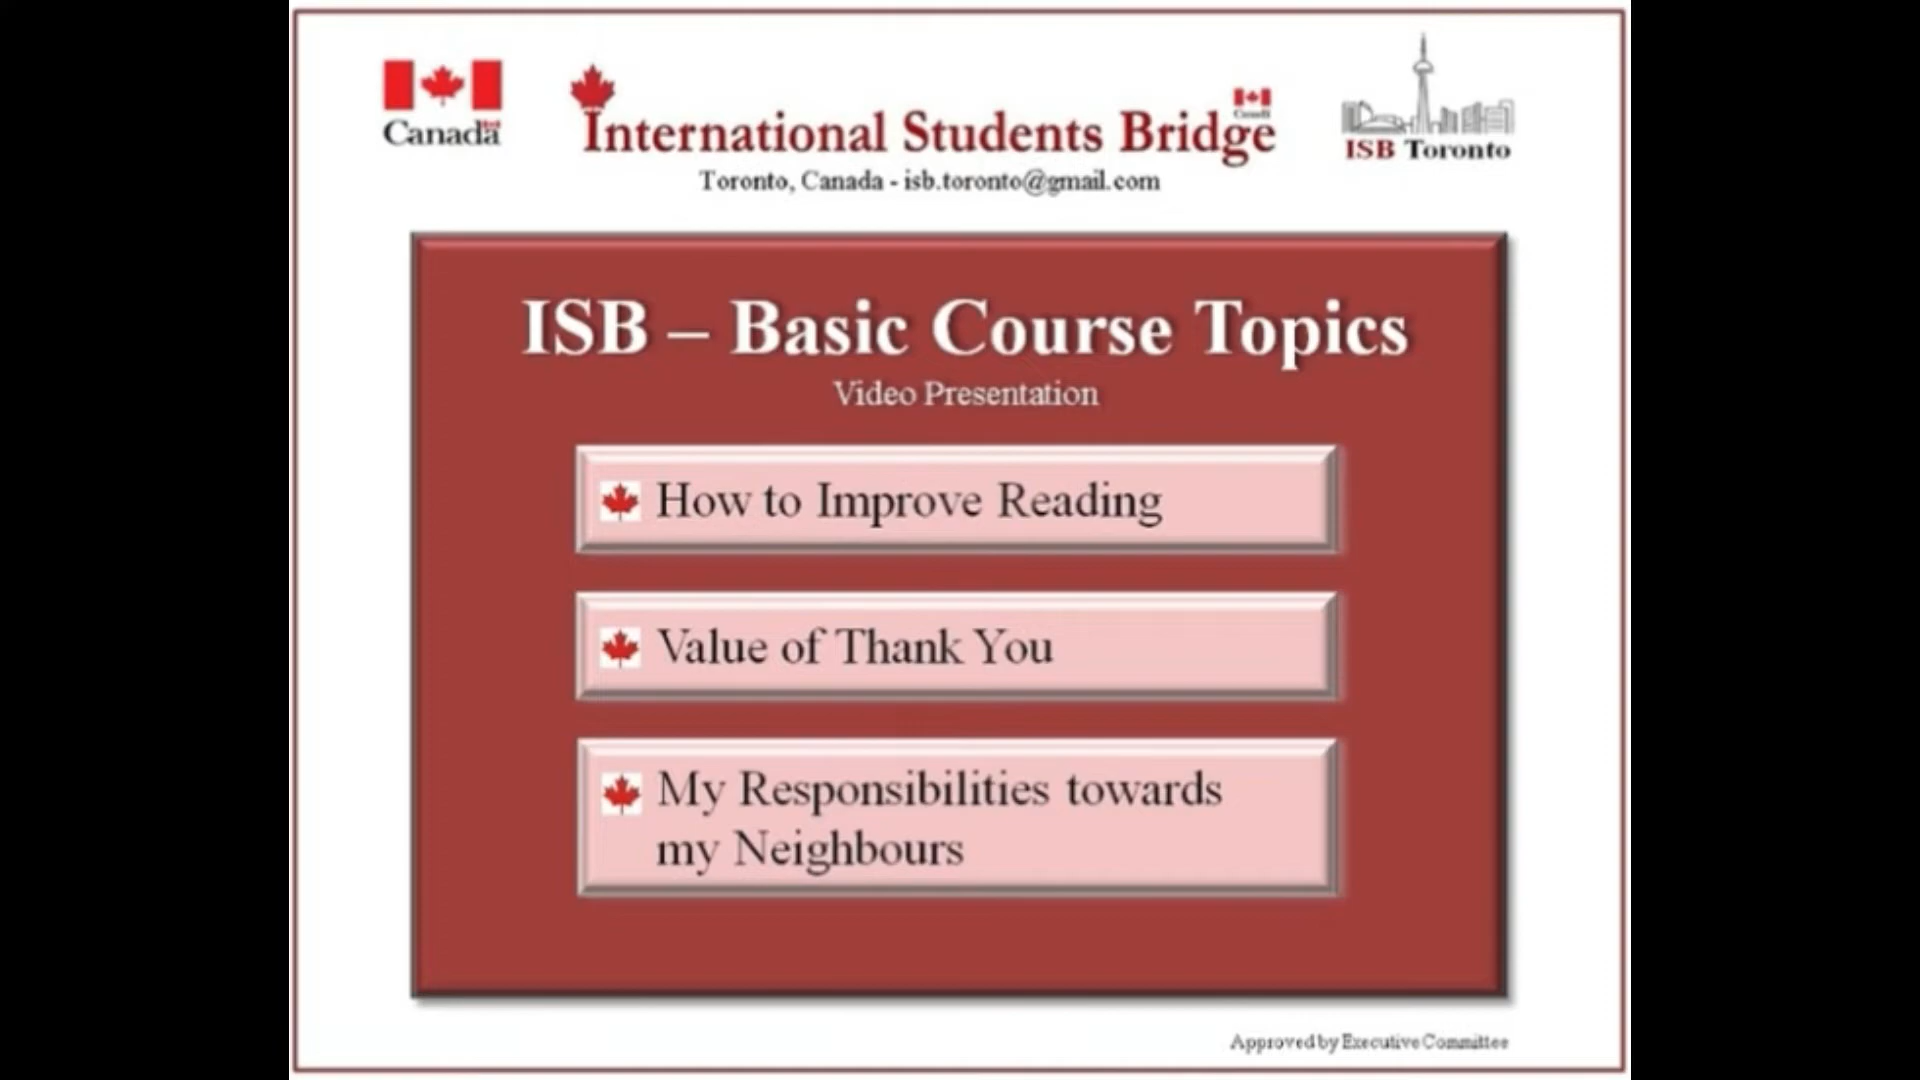 Canada
International Students Bridge
Toronto, Canada - isb.toronto@gmail.com
ISB Toronto
ISB – Basic Course Topics
Video Presentation
How to Improve Reading
Value of Thank You
My Responsibilities towards
my Neighbours
Approved by Executive Committee